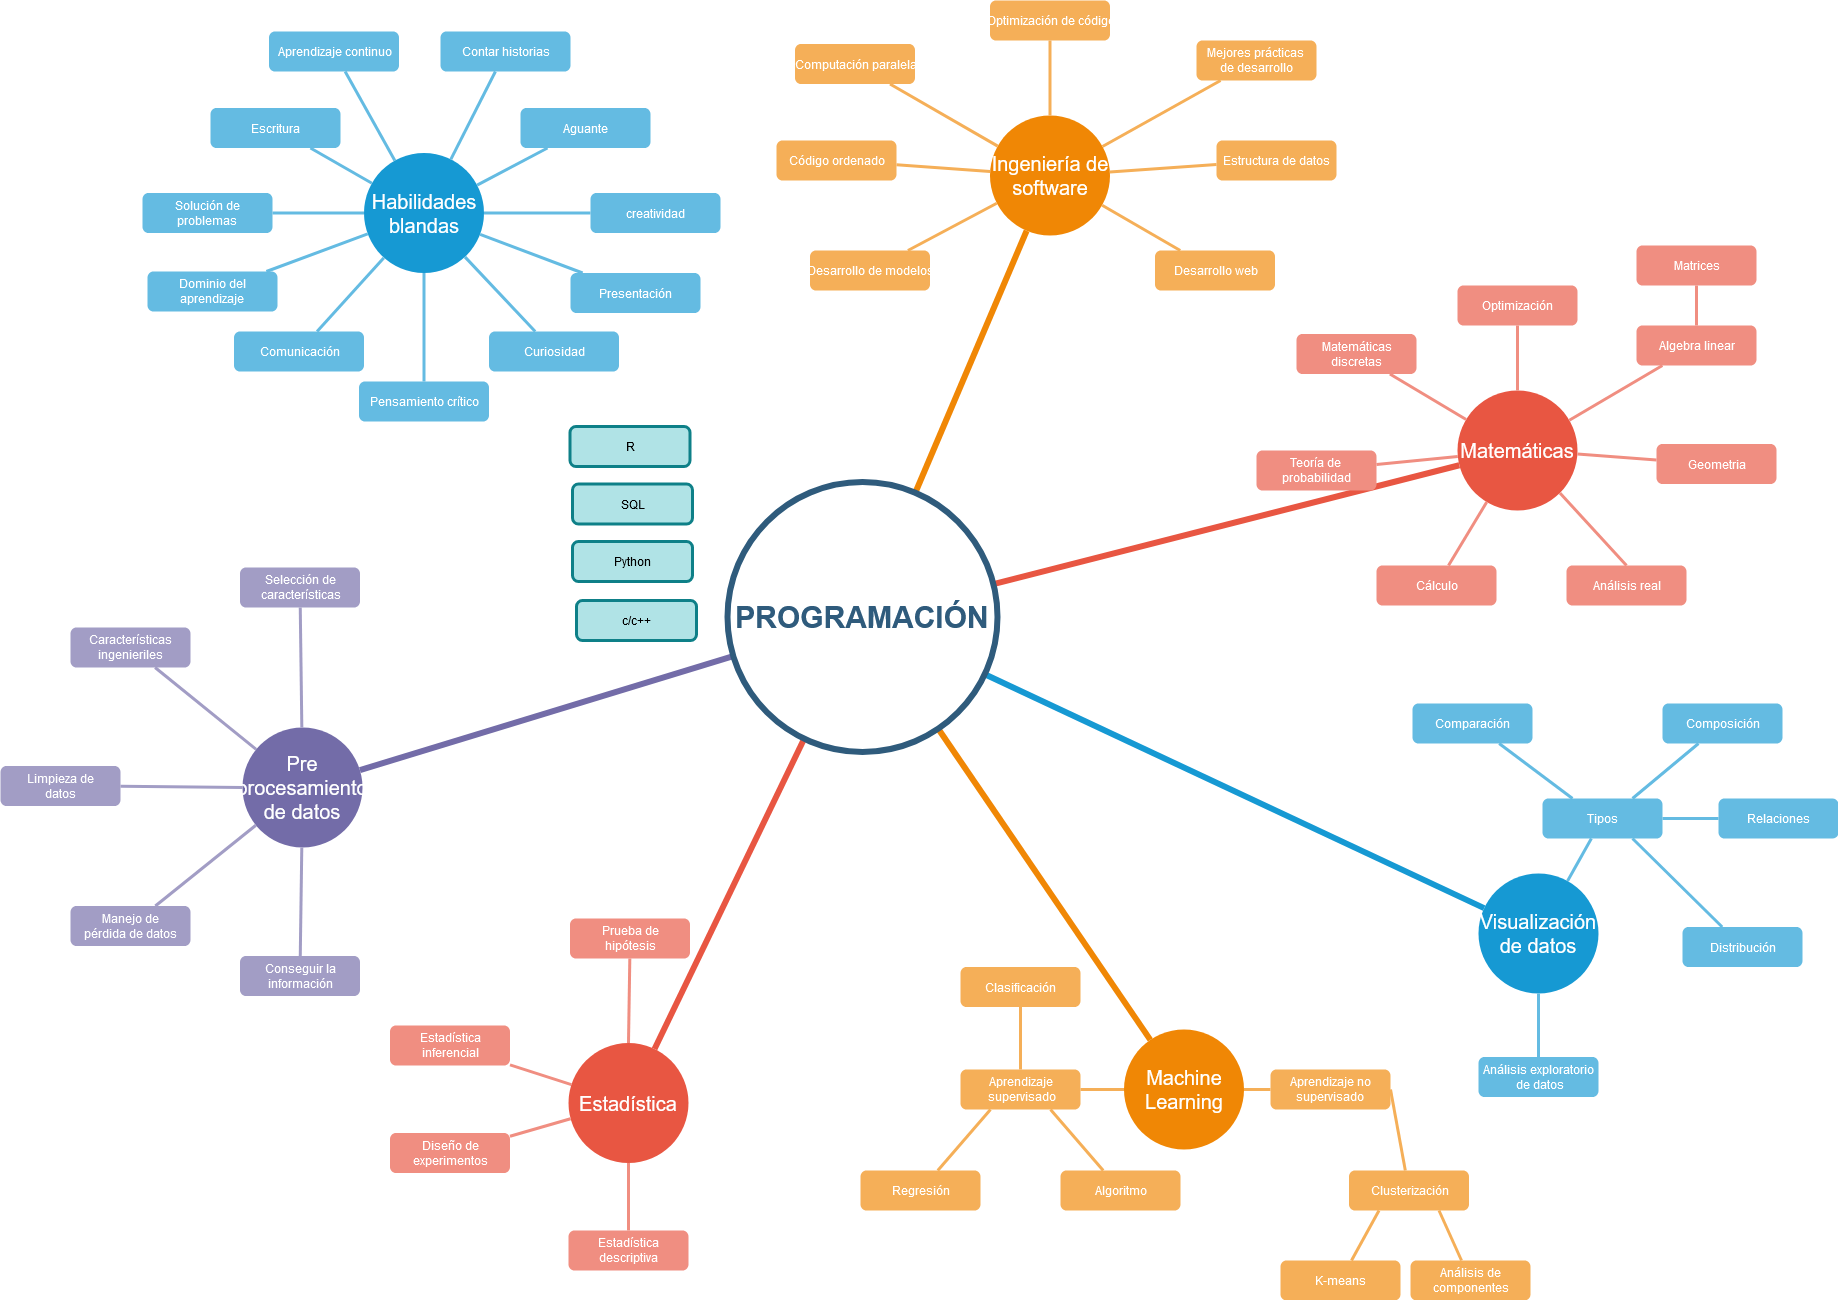 Aprendizaje continuo
Contar historias
Escritura
Aguante
Solución de
problemas
Habilidades
blandas
creatividad
Dominio del
aprendizaje
Presentación
Comunicación
Curiosidad
Pensamiento crítico
Optimización de código
Computación paralela
Mejores prácticas
de desarrollo
Código ordenado
Ingeniería de
software
Estructura de datos
Desarrollo de modelos
Desarrollo web
Matrices
Optimización
Matemáticas
discretas
Algebra linear
Matemáticas
Teoría de
probabilidad
Geometria
Cálculo
Análisis real
R
SQL
Python
c/c++
PROGRAMACIÓN
Selección de
características
Características
ingenieriles
Limpieza de
datos
Pre
procesamiento
de datos
Manejo de
pérdida de datos
Conseguir la
información
Prueba de
hipótesis
Estadística
inferencial
Estadística
Diseño de
experimentos
Estadística
descriptiva
Comparación
Composición
Tipos
Relaciones
Visualización
de datos
Distribución
Análisis exploratorio
de datos
Clasificación
Aprendizaje
supervisado
Machine
Learning
Aprendizaje no
supervisado
Regresión
Algoritmo
Clusterización
K-means
Análisis de
componentes